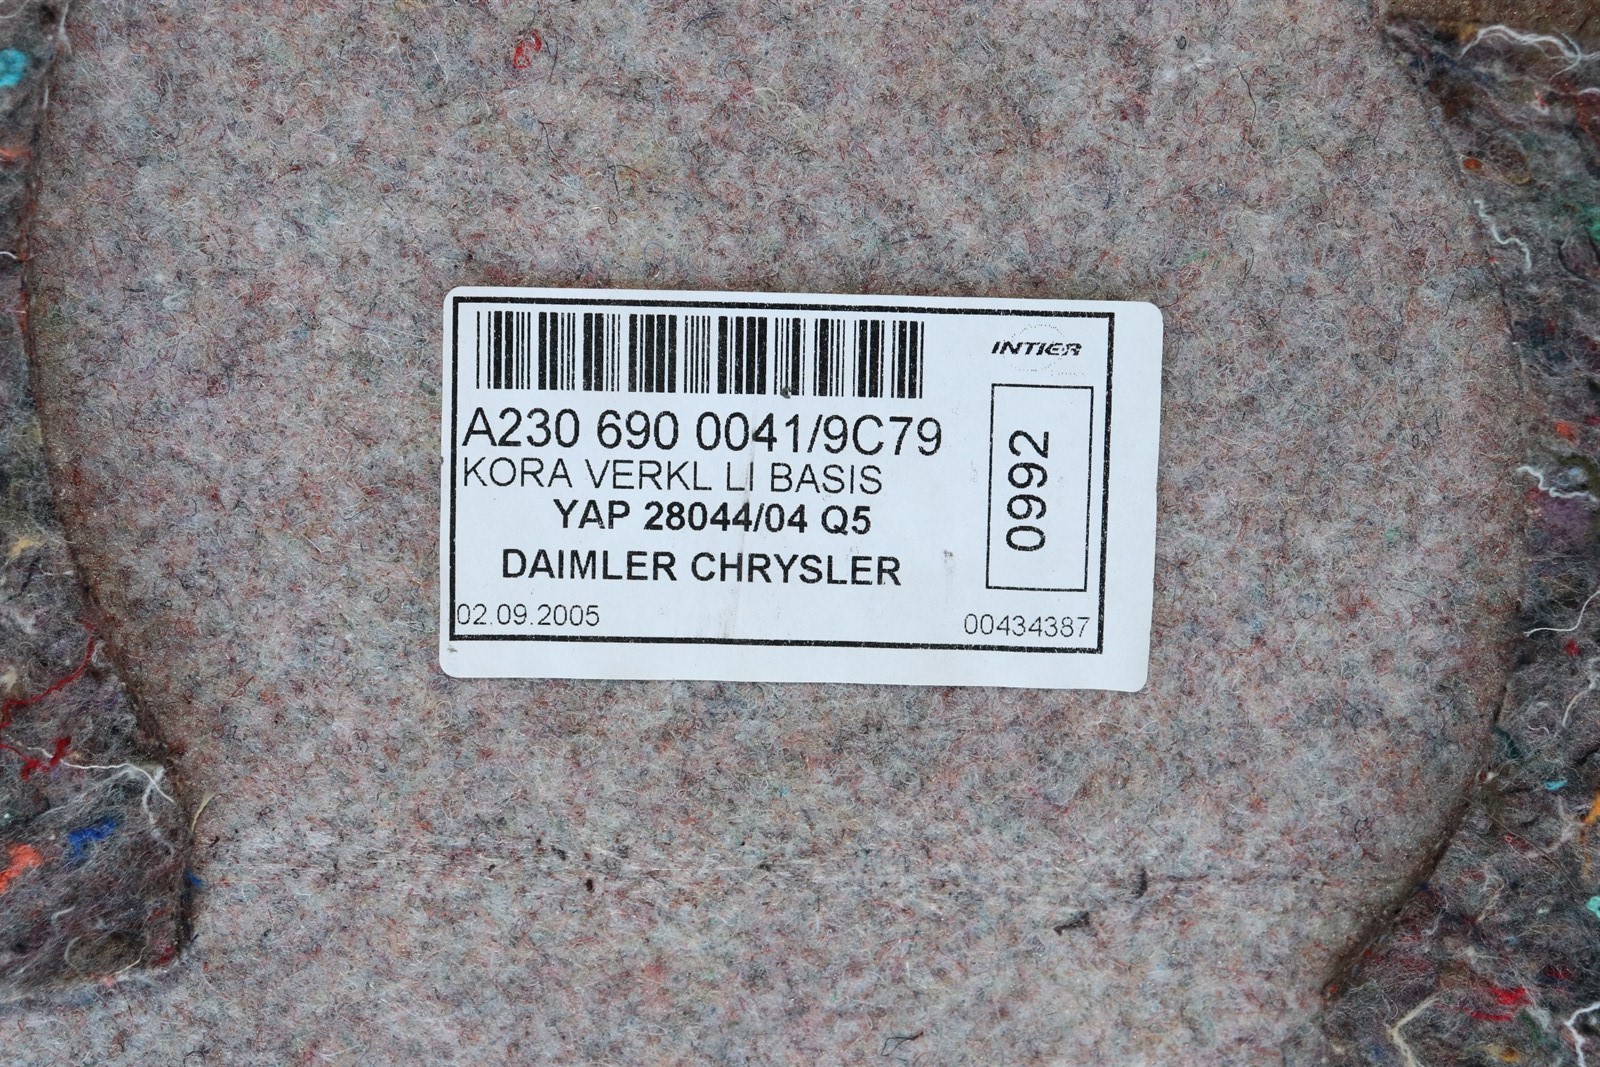 INTIER
A230 690 0041/9C79
KORA VERKL LI BASIS
YAP 28044/04 Q5
DAIMLER CHRYSLER
0992
02.09.2005
00434387